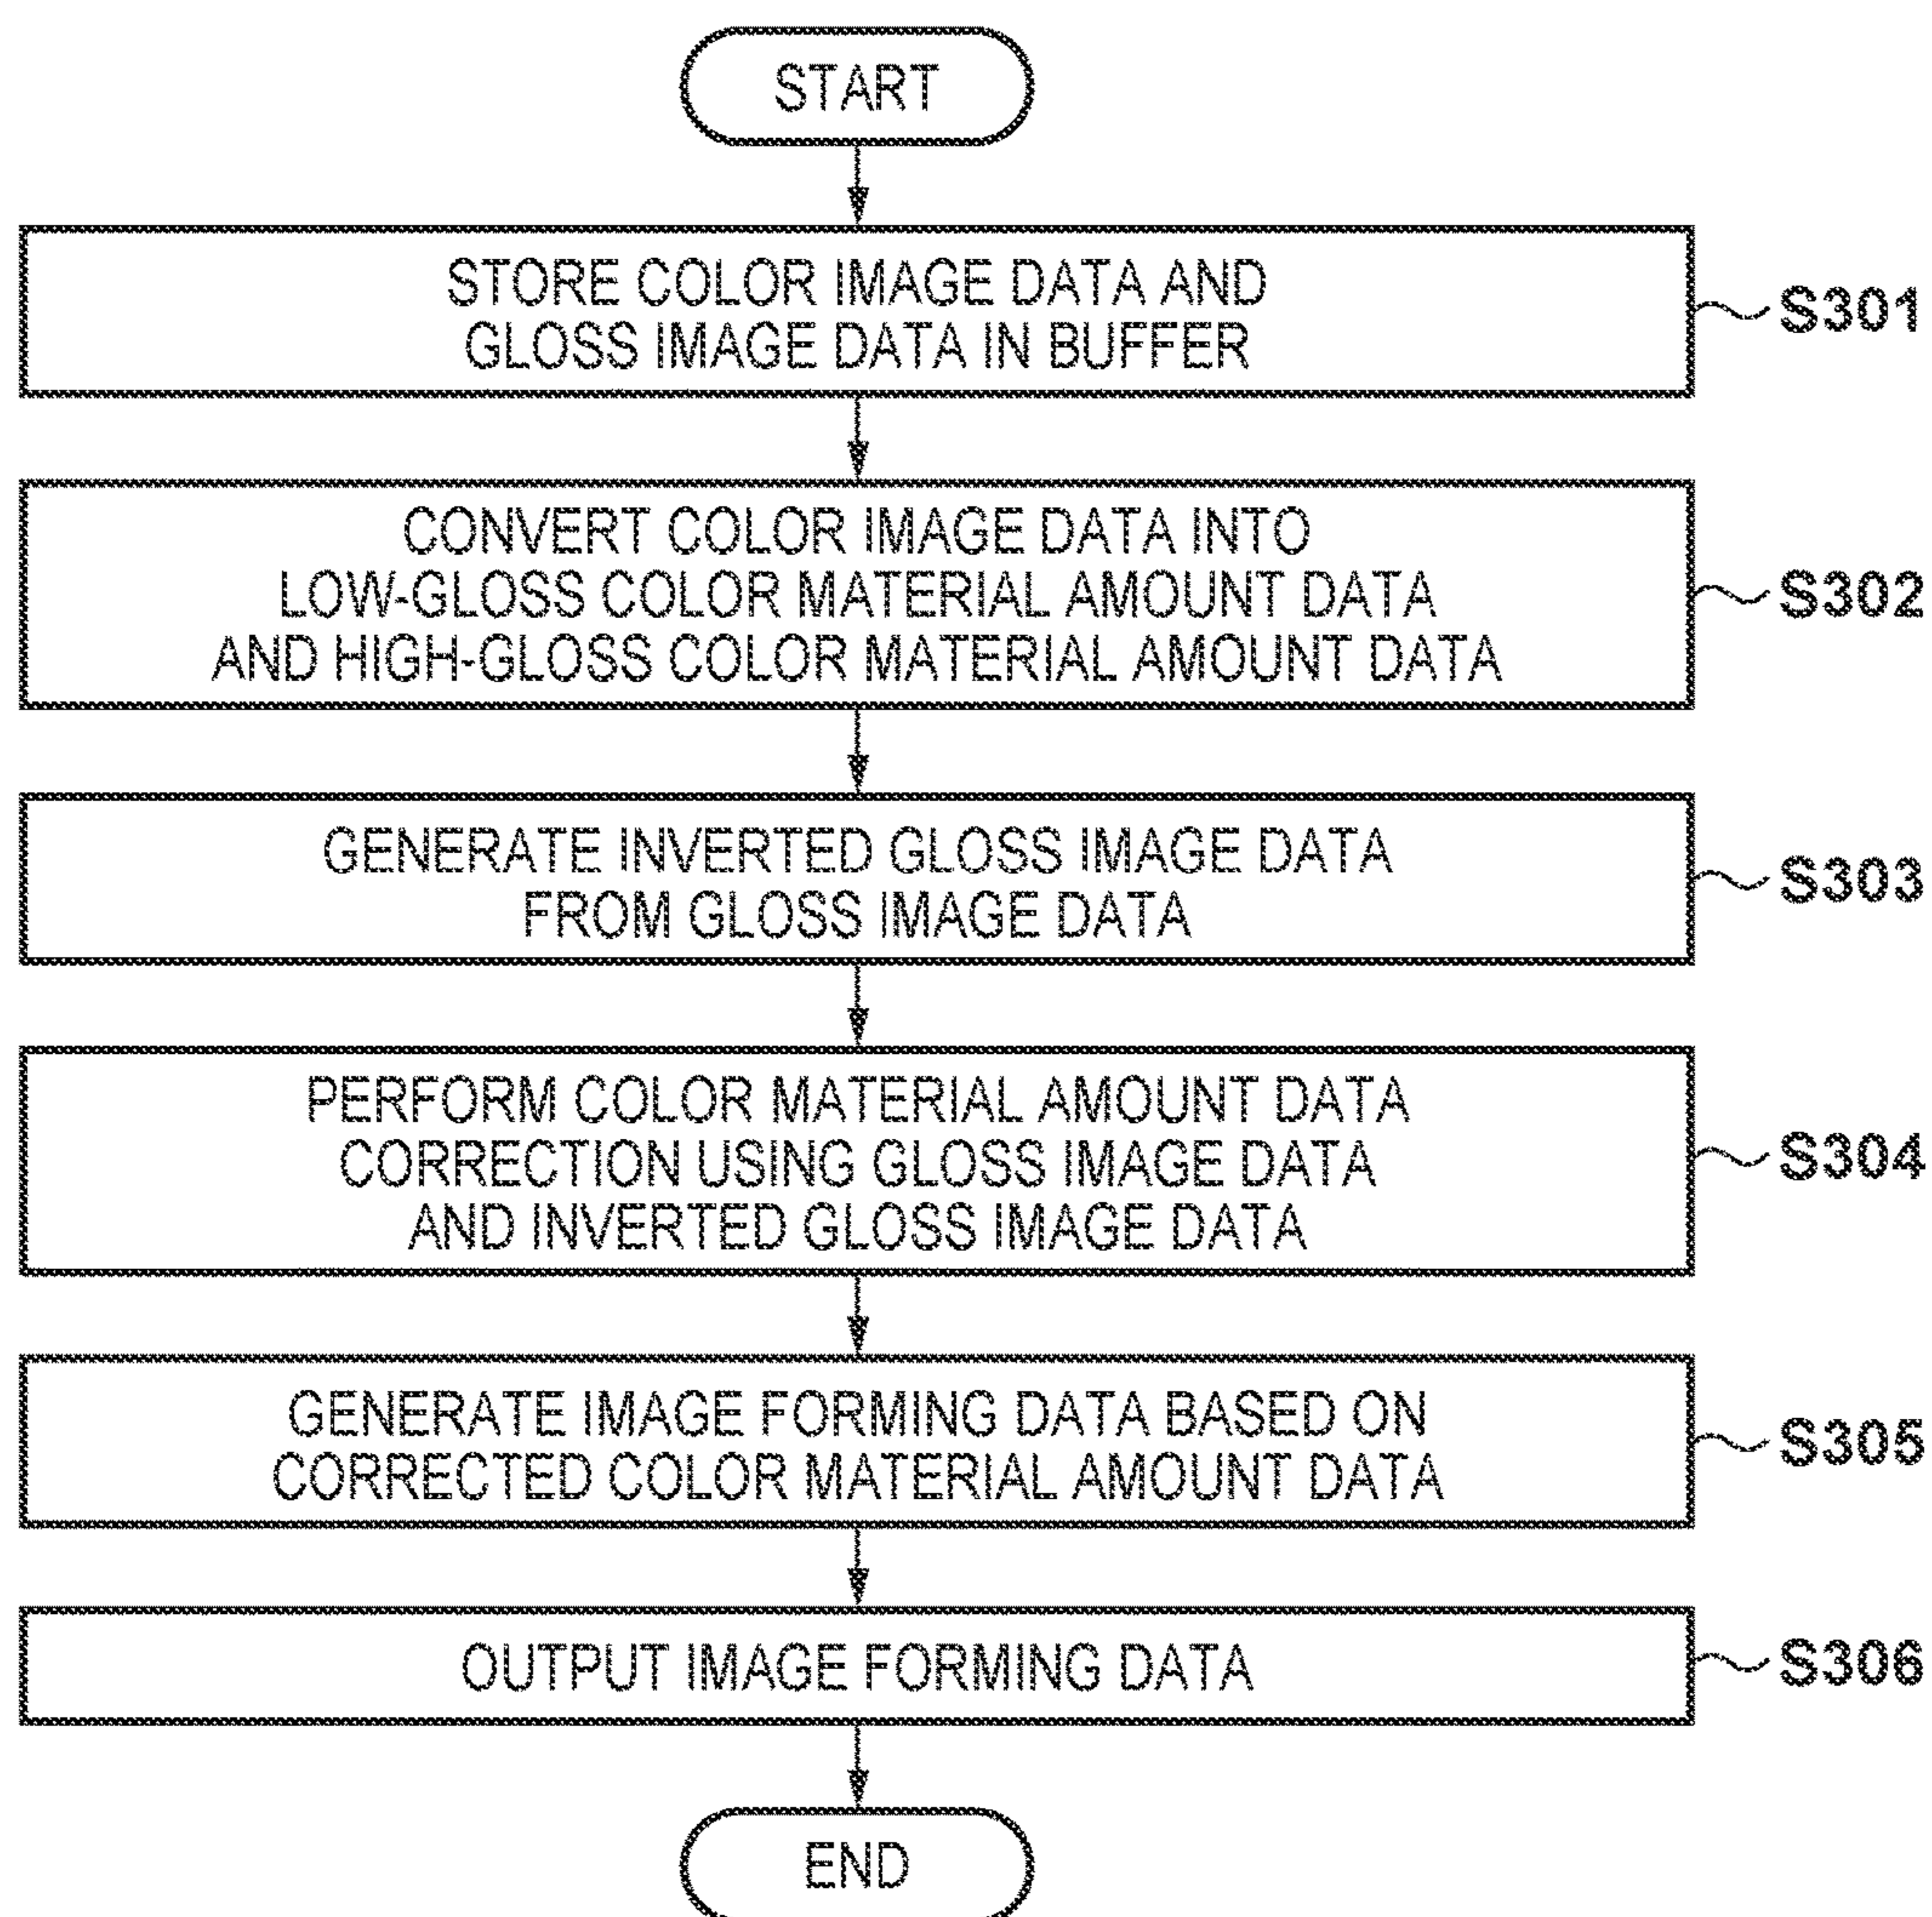 START
STORE COLOR IMAGE DATA AND
GLOSS IMAGE DATA IN BUFFER
S301
CONVERT COLOR IMAGE DATA INTO
LOW-GLOSS COLOR MATERIAL AMOUNT DATA
AND HIGH-GLOSS COLOR MATERIAL AMOUNT DATA
S302
GENERATE INVERTED GLOSS IMAGE DATA
FROM GLOSS IMAGE DATA
S303
PERFORM COLOR MATERIAL AMOUNT DATA
CORRECTION USING GLOSS IMAGE DATA
AND INVERTED GLOSS IMAGE DATA
S304
GENERATE IMAGE FORMING DATA BASED ON
CORRECTED COLOR MATERIAL AMOUNT DATA
S305
OUTPUT IMAGE FORMING DATA
S306
END